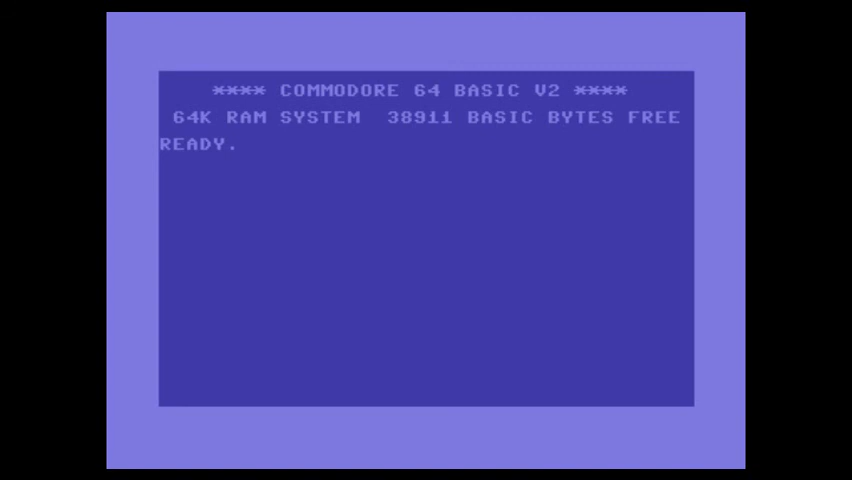 **** COMMODORE 64 BASIC V2 ****
64K RAM SYSTEM  38911 BASIC BYTES FREE
READY.